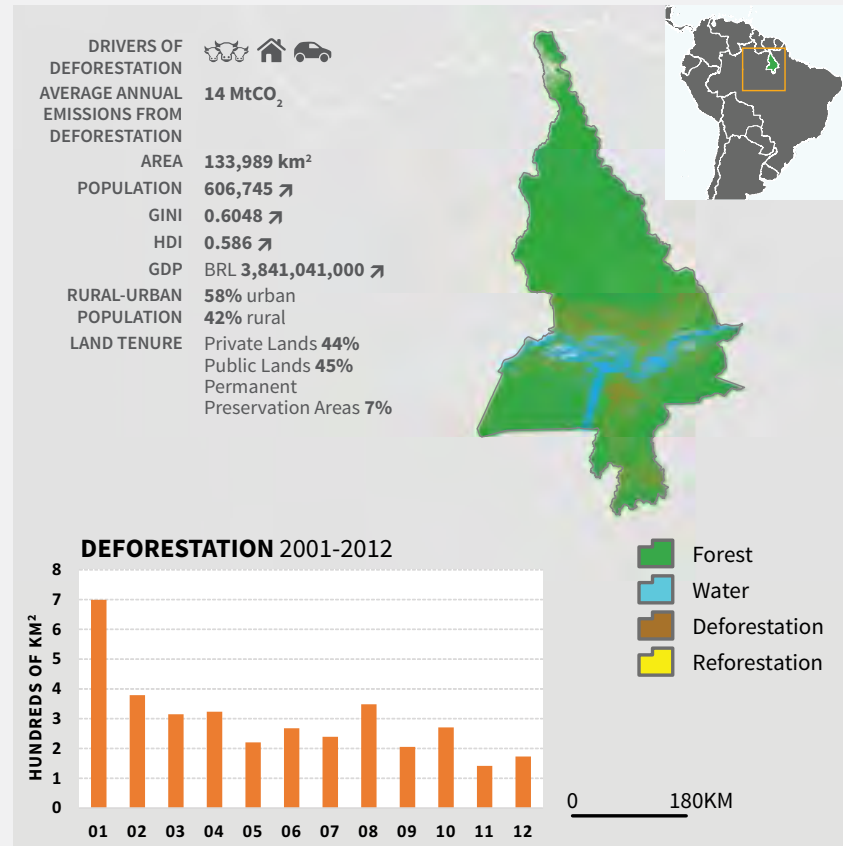 DRIVERS OF
DEFORESTATION
AVERAGE ANNUAL 14 MtCO₂
EMISSIONS FROM
DEFORESTATION
AREA 133,989 km²
POPULATION 606,745 ↗
GINI 0.6048 ↗
HDI 0.586 ↗
GDP BRL 3,841,041,000 ↗
RURAL-URBAN 58% urban
POPULATION 42% rural
LAND TENURE Private Lands 44%
Public Lands 45%
Permanent
Preservation Areas 7%
DEFORESTATION 2001-2012
HUNDREDS OF KM²
8
7
6
5
4
3
2
1
0
01 02 03 04 05 06 07 08 09 10 11 12
Forest
Water
Deforestation
Reforestation
0 180KM